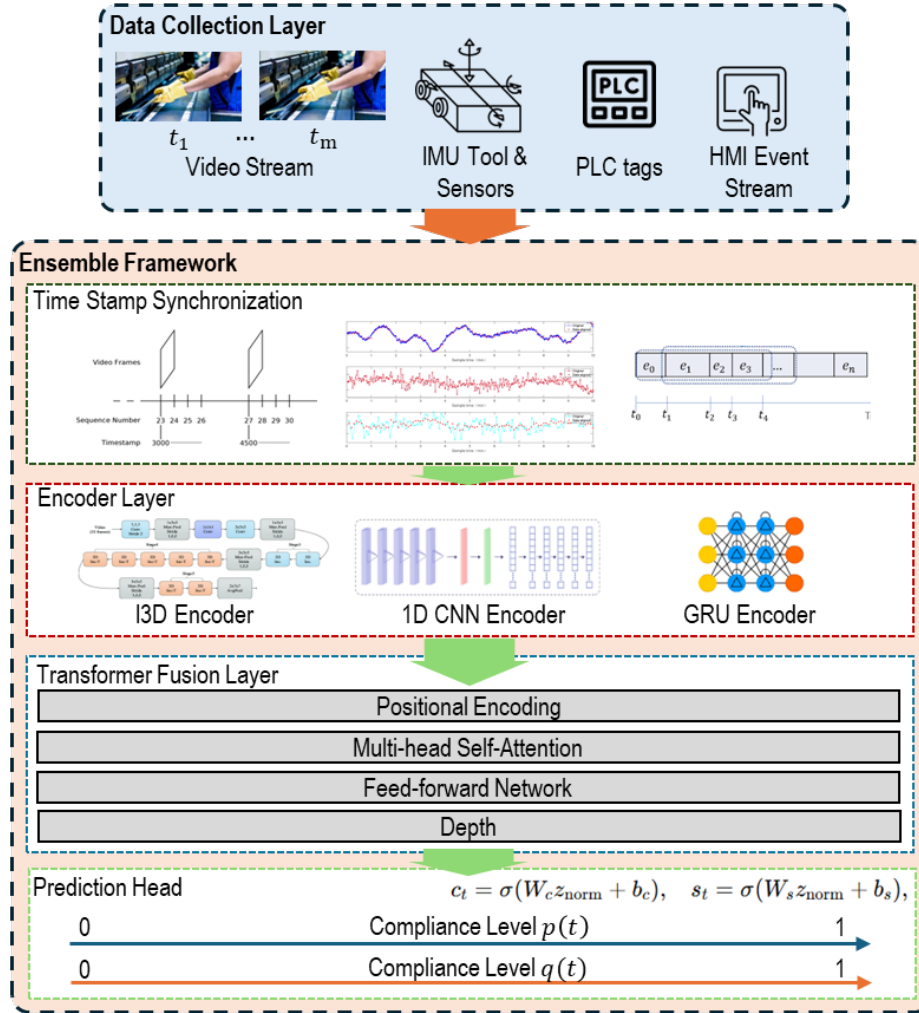 Data Collection Layer
t1 ... tm
Video Stream
IMU Tool &
Sensors
PLC
PLC tags
HMI Event
Stream
Ensemble Framework
Time Stamp Synchronization
Video Frames
Sequence Number
23 24 25 26 27 28 29 30
Timestamp
3000 4500
e0 e1 e2 e3 ... en
t0 t1 t2 t3 t4
Encoder Layer
I3D Encoder
1D CNN Encoder
GRU Encoder
Transformer Fusion Layer
Positional Encoding
Multi-head Self-Attention
Feed-forward Network
Depth
Prediction Head
c_t = σ(W_c z_norm + b_c), s_t = σ(W_s z_norm + b_s),
0 Compliance Level p(t) 1
0 Compliance Level q(t) 1